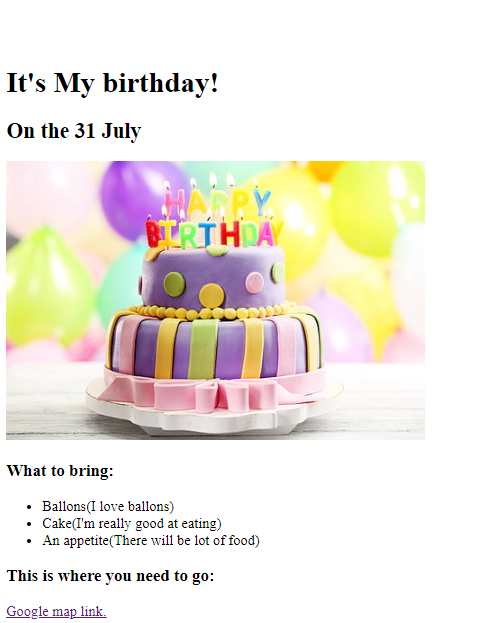 It's My birthday!
On the 31 July
HAPPY
BIRTHDAY
What to bring:
Ballons(I love ballons)
Cake(I'm really good at eating)
An appetite(There will be lot of food)
This is where you need to go:
Google map link.